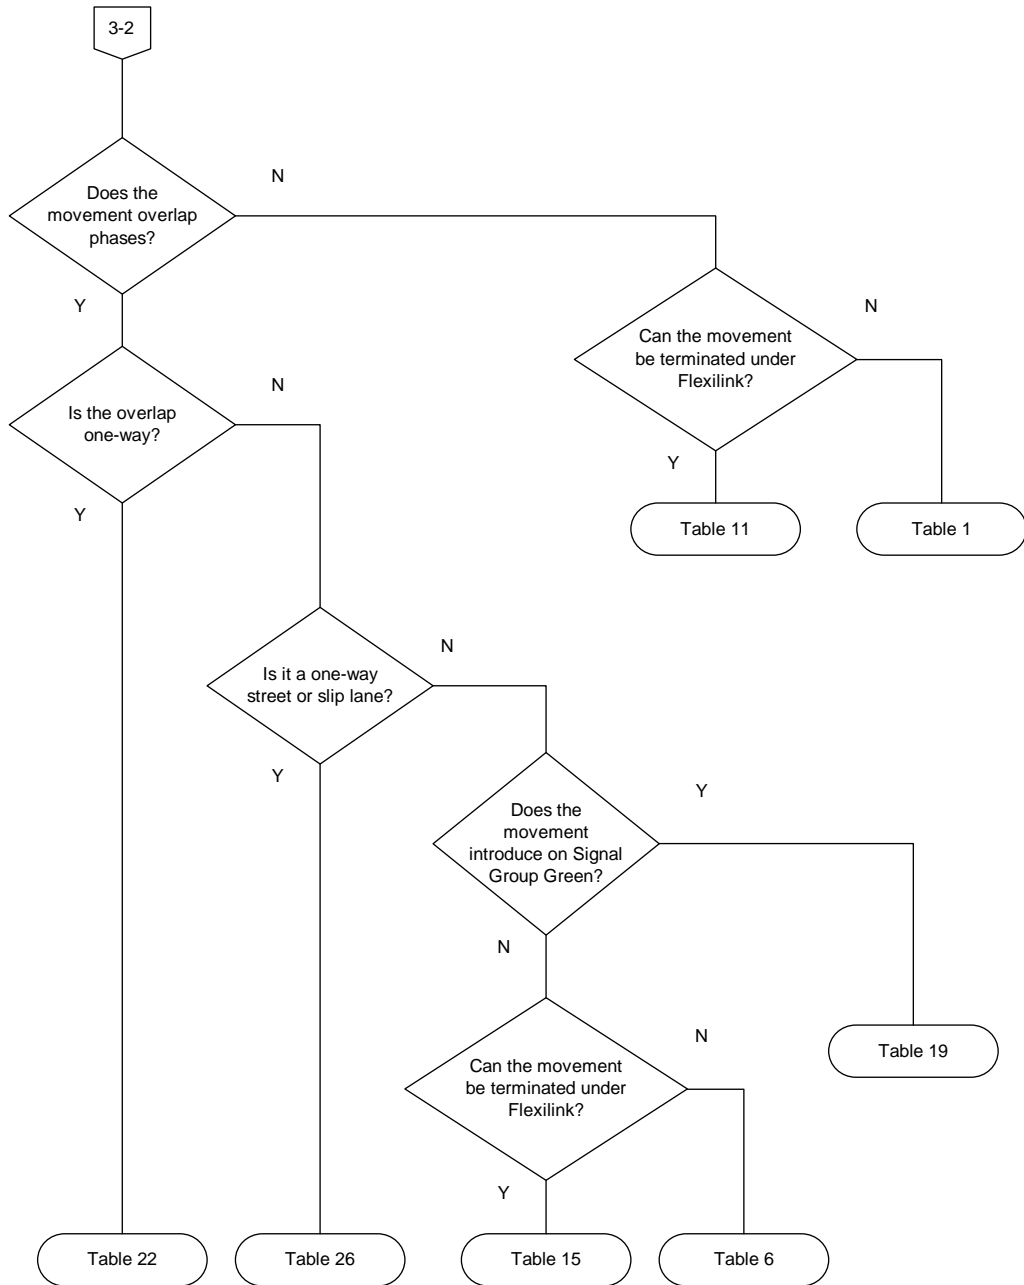 3-2
Does the
movement overlap
phases?
N
Y
Can the movement
be terminated under
Flexilink?
N
Y
Table 11
Table 1
Is the overlap
one-way?
N
Y
Is it a one-way
street or slip lane?
N
Y
Does the
movement
introduce on Signal
Group Green?
Y
N
Table 19
Can the movement
be terminated under
Flexilink?
N
Y
Table 22
Table 26
Table 15
Table 6